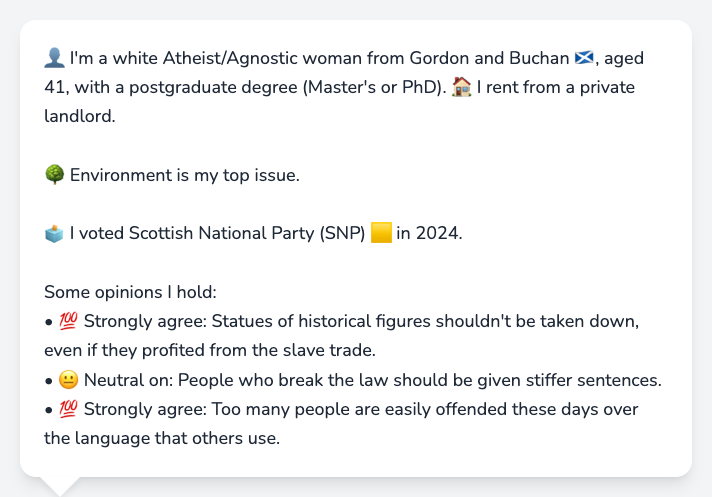 👤 I'm a white Atheist/Agnostic woman from Gordon and Buchan 🏴󠁧󠁢󠁳󠁣󠁴󠁿, aged
41, with a postgraduate degree (Master's or PhD). 🏠 I rent from a private
landlord.
🌳 Environment is my top issue.
🗳️ I voted Scottish National Party (SNP) 🟨 in 2024.
Some opinions I hold:
• 💯 Strongly agree: Statues of historical figures shouldn't be taken down,
even if they profited from the slave trade.
• 😐 Neutral on: People who break the law should be given stiffer sentences.
• 💯 Strongly agree: Too many people are easily offended these days over
the language that others use.